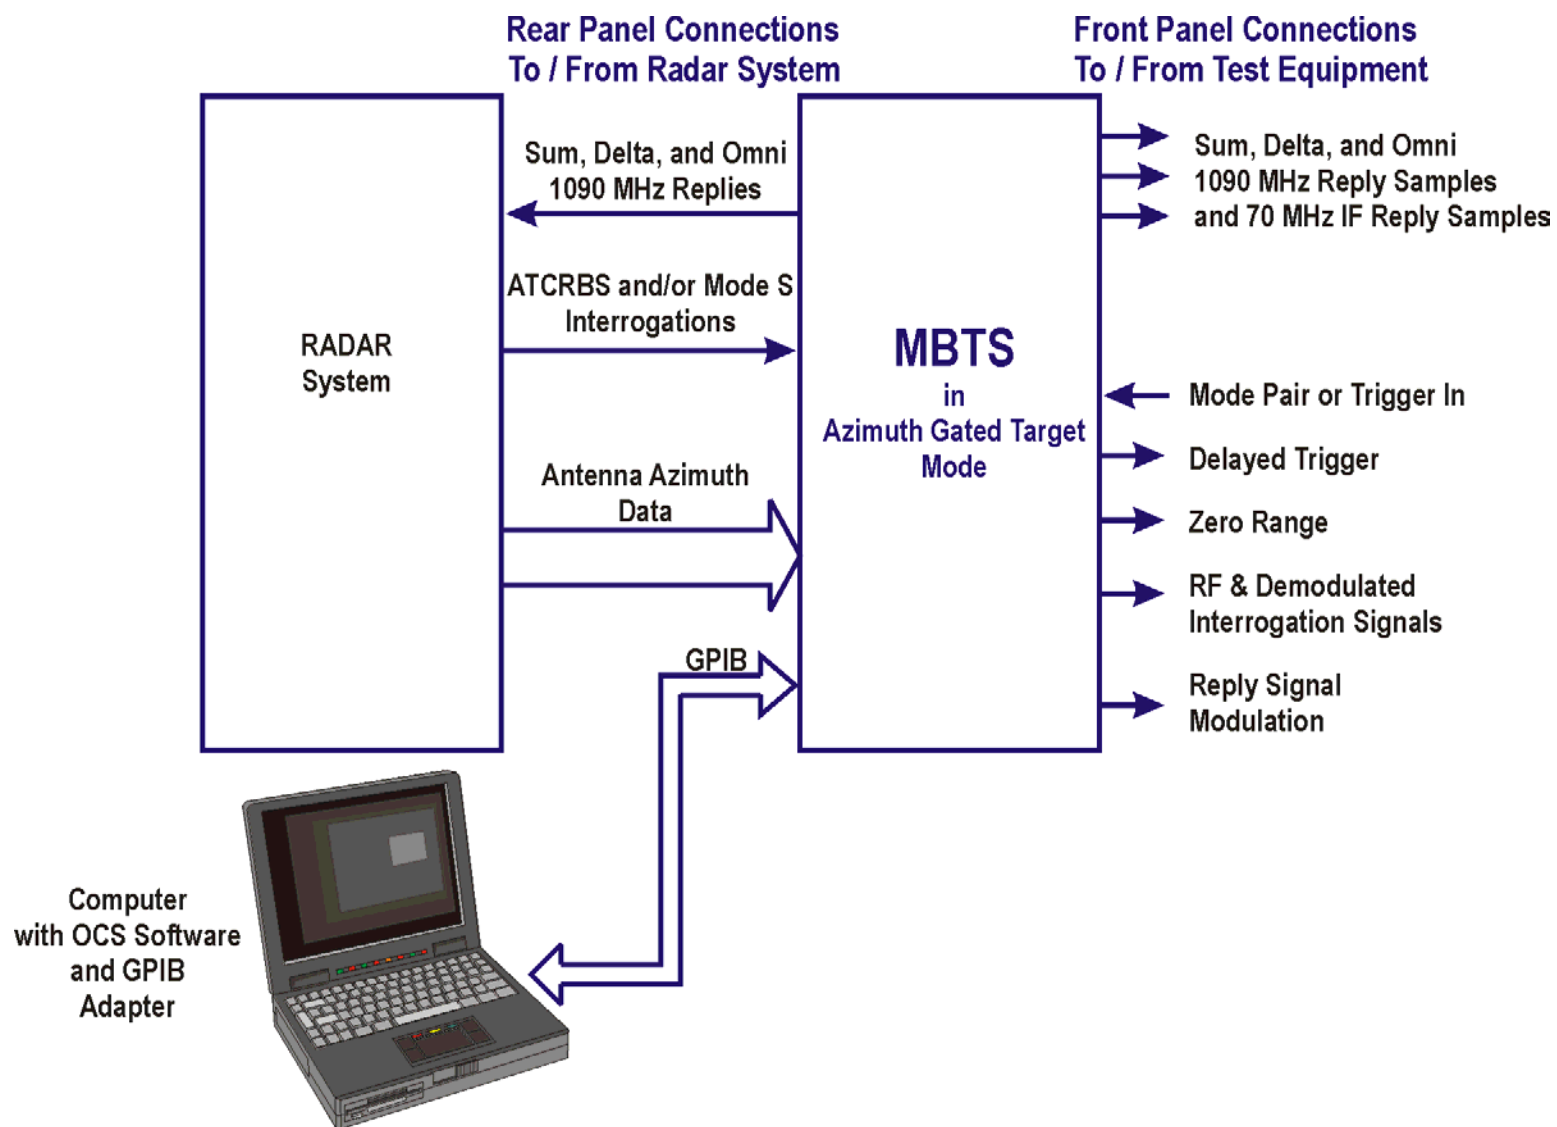 Rear Panel Connections
To / From Radar System
Front Panel Connections
To / From Test Equipment
Sum, Delta, and Omni
1090 MHz Replies
ATCRBS and/or Mode S
Interrogations
RADAR
System
Antenna Azimuth
Data
GPIB
MBTS
in
Azimuth Gated Target
Mode
Sum, Delta, and Omni
1090 MHz Reply Samples
and 70 MHz IF Reply Samples
Mode Pair or Trigger In
Delayed Trigger
Zero Range
RF & Demodulated
Interrogation Signals
Reply Signal
Modulation
Computer
with OCS Software
and GPIB
Adapter